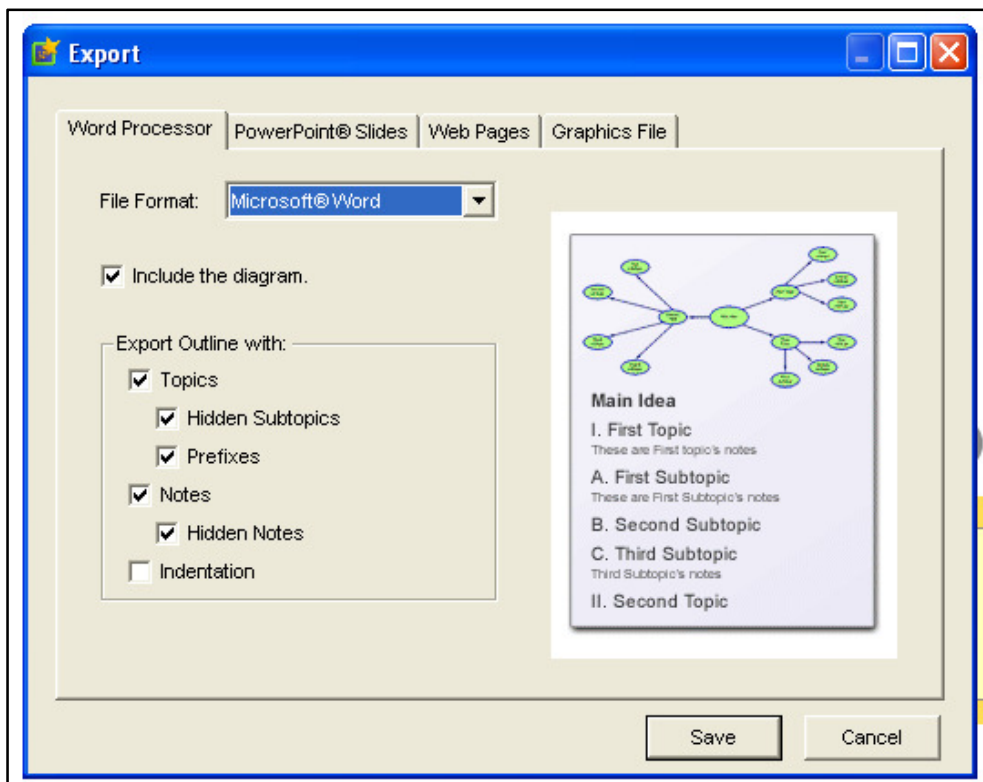 Export
Word Processor PowerPoint® Slides Web Pages Graphics File
File Format: Microsoft® Word
Include the diagram.
Export Outline with:
Topics
Hidden Subtopics
Prefixes
Notes
Hidden Notes
Indentation
Main Idea
I. First Topic
These are First topic's notes
A. First Subtopic
These are First Subtopic's notes
B. Second Subtopic
C. Third Subtopic
Third Subtopic's notes
II. Second Topic
Save Cancel